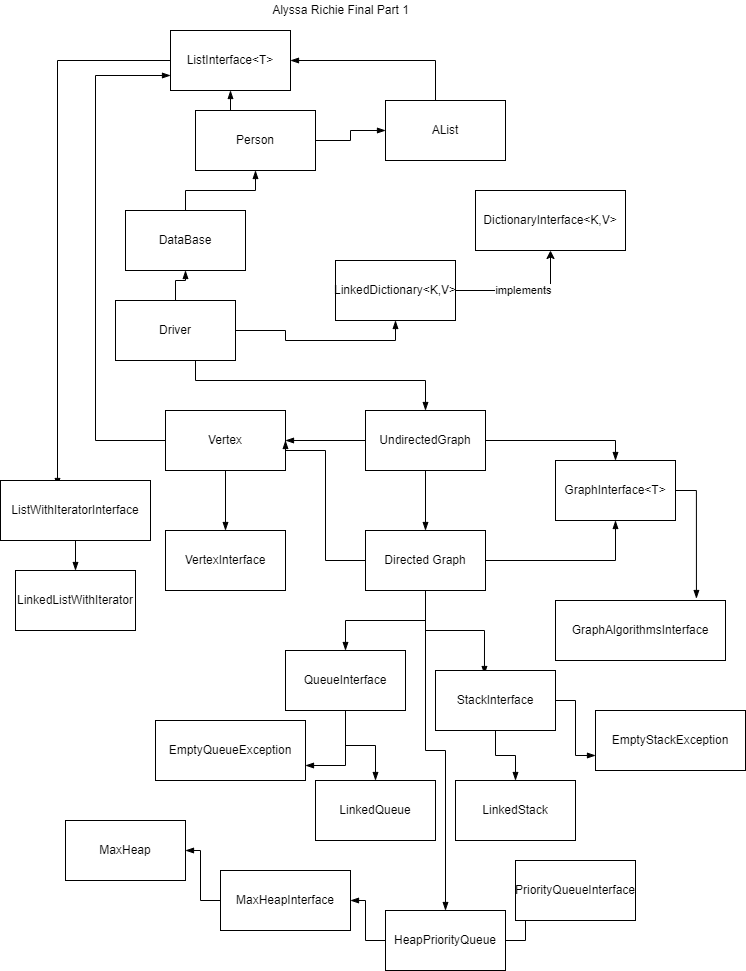 Alyssa Richie Final Part 1
ListInterface<T>
AList
Person
DictionaryInterface<K,V>
DataBase
LinkedDictionary<K,V>
implements
Driver
Vertex
UndirectedGraph
GraphInterface<T>
ListWithIteratorInterface
VertexInterface
Directed Graph
LinkedListWithIterator
GraphAlgorithmsInterface
QueueInterface
StackInterface
EmptyQueueException
EmptyStackException
LinkedQueue
LinkedStack
MaxHeap
MaxHeapInterface
PriorityQueueInterface
HeapPriorityQueue